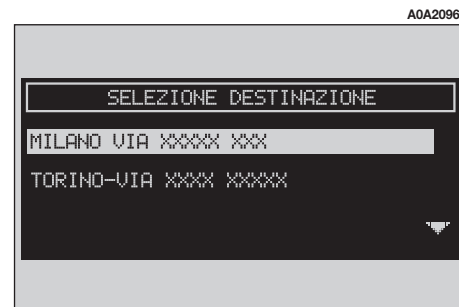 A0A2096
SELEZIONE DESTINAZIONE
MILANO VIA XXXXX XXX
TORINO-VIA XXXX XXXXX